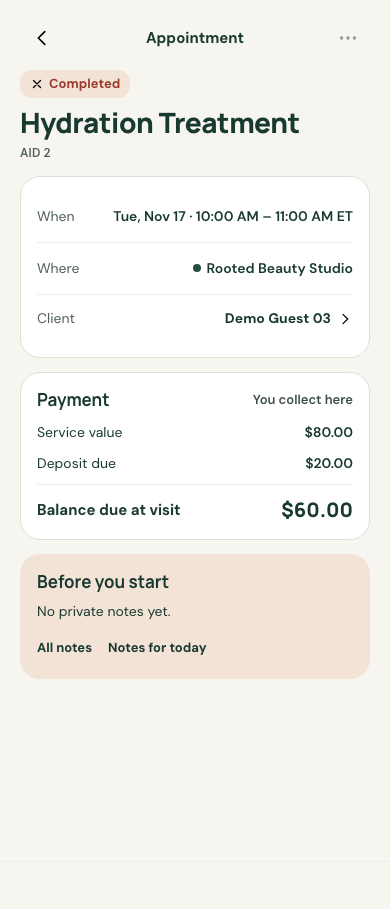 Appointment
Completed
Hydration Treatment
AID 2
When Tue, Nov 17 · 10:00 AM – 11:00 AM ET
Where Rooted Beauty Studio
Client Demo Guest 03
Payment You collect here
Service value $80.00
Deposit due $20.00
Balance due at visit $60.00
Before you start
No private notes yet.
All notes Notes for today